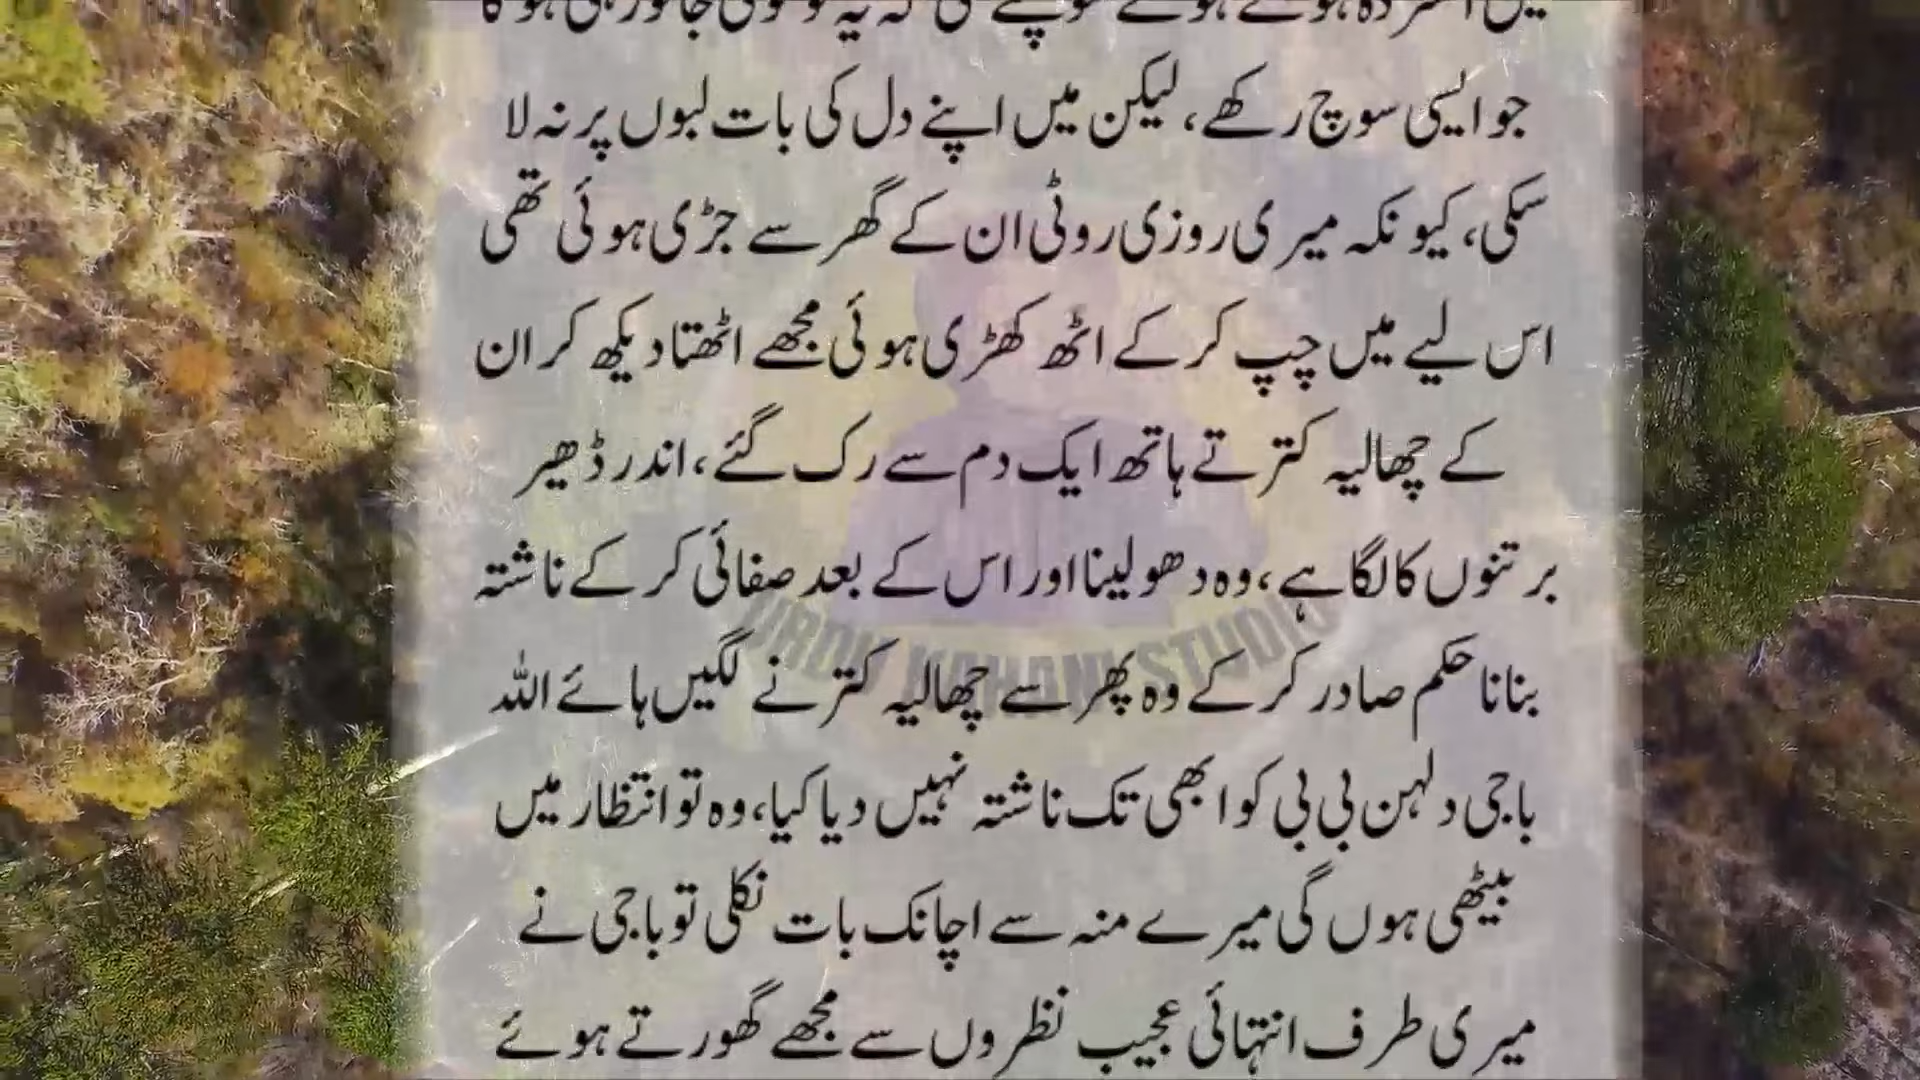 جو ایسی سوچ رکھے، لیکن میں اپنے دل کی بات لبوں پر نہ لا
سکی، کیونکہ میری روزی روٹی ان کے گھر سے جڑی ہوئی تھی
اس لیے میں چپ کر کے اٹھ کھڑی ہوئی مجھے اٹھتا دیکھ کر ان
کے چھالیہ کترتے ہاتھ ایک دم سے رک گئے، اندر ڈھیر
برتنوں کا لگا ہے، وہ دھو لینا اور اس کے بعد صفائی کر کے ناشتہ
بنانا حکم صادر کر کے وہ پھر سے چھالیہ کترنے لگیں ہائے اللہ
باجی دلہن بی بی کو ابھی تک ناشتہ نہیں دیا کیا، وہ تو انتظار میں
بیٹھی ہوں گی میرے منہ سے اچانک بات نکلی تو باجی نے
میری طرف انتہائی عجیب نظروں سے مجھے گھورتے ہوئے
URDU KAHANI STUDIO